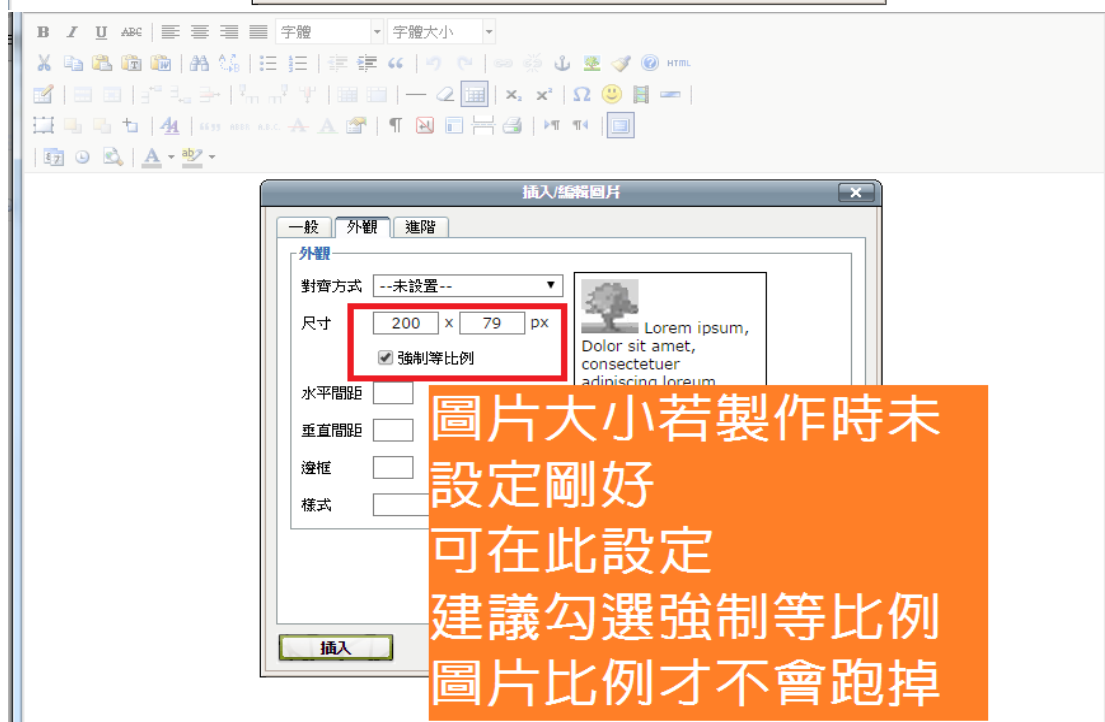 B I U ABC 字體 字體大小
HTML
插入/編輯圖片
一般 外觀 進階
外觀
對齊方式 --未設置--
尺寸 200 x 79 px
強制等比例
Lorem ipsum,
Dolor sit amet,
consectetuer
adipiscing loreum
水平間距
垂直間距
邊框
樣式
圖片大小若製作時未
設定剛好
可在此設定
建議勾選強制等比例
圖片比例才不會跑掉
插入